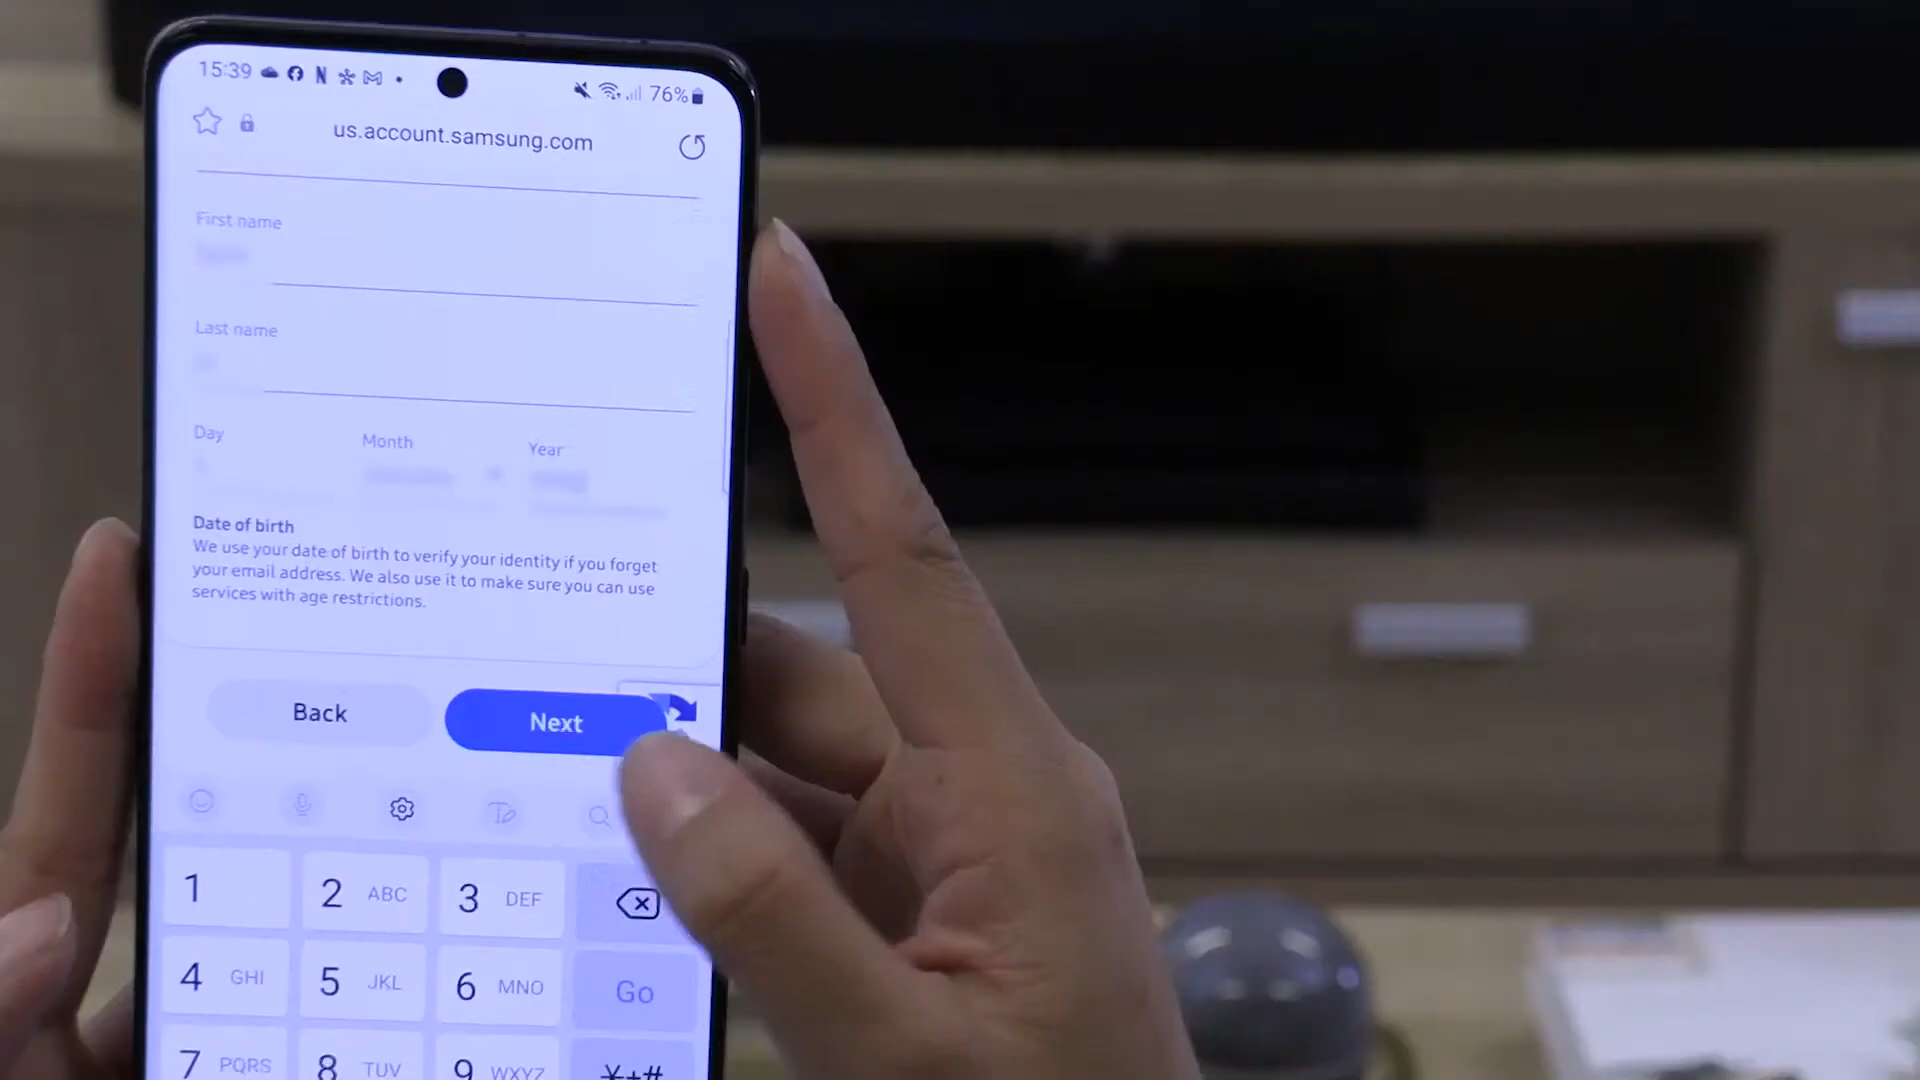 15:39 76%
us.account.samsung.com
First name
Last name
Day Month Year
Date of birth
We use your date of birth to verify your identity if you forget
your email address. We also use it to make sure you can use
services with age restrictions.
Back Next
1 2 ABC 3 DEF
4 GHI 5 JKL 6 MNO Go
7 PQRS 8 TUV 9 WXYZ